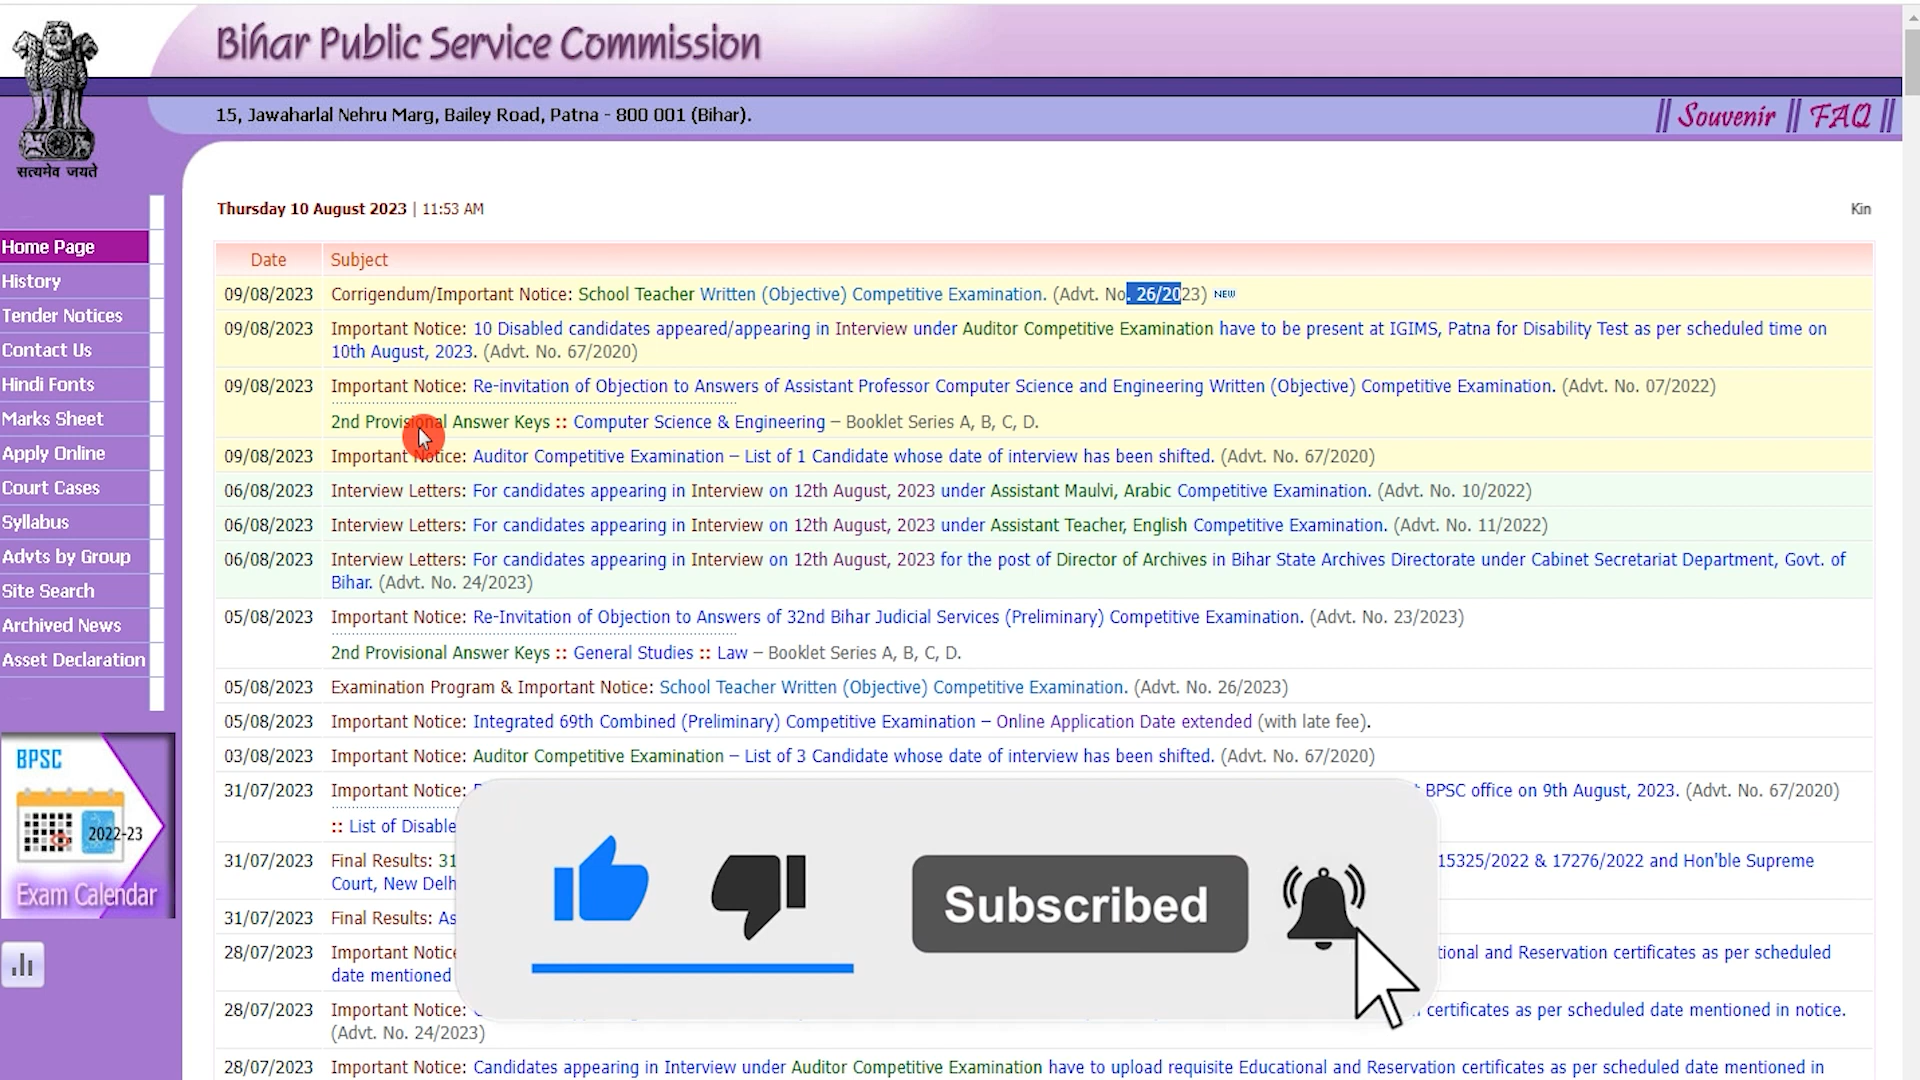 Bihar Public Service Commission
15, Jawaharlal Nehru Marg, Bailey Road, Patna - 800 001 (Bihar).
|| Souvenir || FAQ ||
सत्यमेव जयते
Thursday 10 August 2023 | 11:53 AM
Kin
Home Page
History
Tender Notices
Contact Us
Hindi Fonts
Marks Sheet
Apply Online
Court Cases
Syllabus
Advts by Group
Site Search
Archived News
Asset Declaration
BPSC
2022-23
Exam Calendar
Date Subject
09/08/2023 Corrigendum/Important Notice: School Teacher Written (Objective) Competitive Examination. (Advt. No. 26/2023) NEW
09/08/2023 Important Notice: 10 Disabled candidates appeared/appearing in Interview under Auditor Competitive Examination have to be present at IGIMS, Patna for Disability Test as per scheduled time on
10th August, 2023. (Advt. No. 67/2020)
09/08/2023 Important Notice: Re-invitation of Objection to Answers of Assistant Professor Computer Science and Engineering Written (Objective) Competitive Examination. (Advt. No. 07/2022)
2nd Provisional Answer Keys :: Computer Science & Engineering – Booklet Series A, B, C, D.
09/08/2023 Important Notice: Auditor Competitive Examination – List of 1 Candidate whose date of interview has been shifted. (Advt. No. 67/2020)
06/08/2023 Interview Letters: For candidates appearing in Interview on 12th August, 2023 under Assistant Maulvi, Arabic Competitive Examination. (Advt. No. 10/2022)
06/08/2023 Interview Letters: For candidates appearing in Interview on 12th August, 2023 under Assistant Teacher, English Competitive Examination. (Advt. No. 11/2022)
06/08/2023 Interview Letters: For candidates appearing in Interview on 12th August, 2023 for the post of Director of Archives in Bihar State Archives Directorate under Cabinet Secretariat Department, Govt. of
Bihar. (Advt. No. 24/2023)
05/08/2023 Important Notice: Re-Invitation of Objection to Answers of 32nd Bihar Judicial Services (Preliminary) Competitive Examination. (Advt. No. 23/2023)
2nd Provisional Answer Keys :: General Studies :: Law – Booklet Series A, B, C, D.
05/08/2023 Examination Program & Important Notice: School Teacher Written (Objective) Competitive Examination. (Advt. No. 26/2023)
05/08/2023 Important Notice: Integrated 69th Combined (Preliminary) Competitive Examination – Online Application Date extended (with late fee).
03/08/2023 Important Notice: Auditor Competitive Examination – List of 3 Candidate whose date of interview has been shifted. (Advt. No. 67/2020)
31/07/2023 Important Notice: BPSC office on 9th August, 2023. (Advt. No. 67/2020)
:: List of Disable
31/07/2023 Final Results: 31 15325/2022 & 17276/2022 and Hon'ble Supreme
Court, New Delh
31/07/2023 Final Results: As
28/07/2023 Important Notice tional and Reservation certificates as per scheduled
date mentioned
28/07/2023 Important Notice: certificates as per scheduled date mentioned in notice.
(Advt. No. 24/2023)
28/07/2023 Important Notice: Candidates appearing in Interview under Auditor Competitive Examination have to upload requisite Educational and Reservation certificates as per scheduled date mentioned in
Subscribed